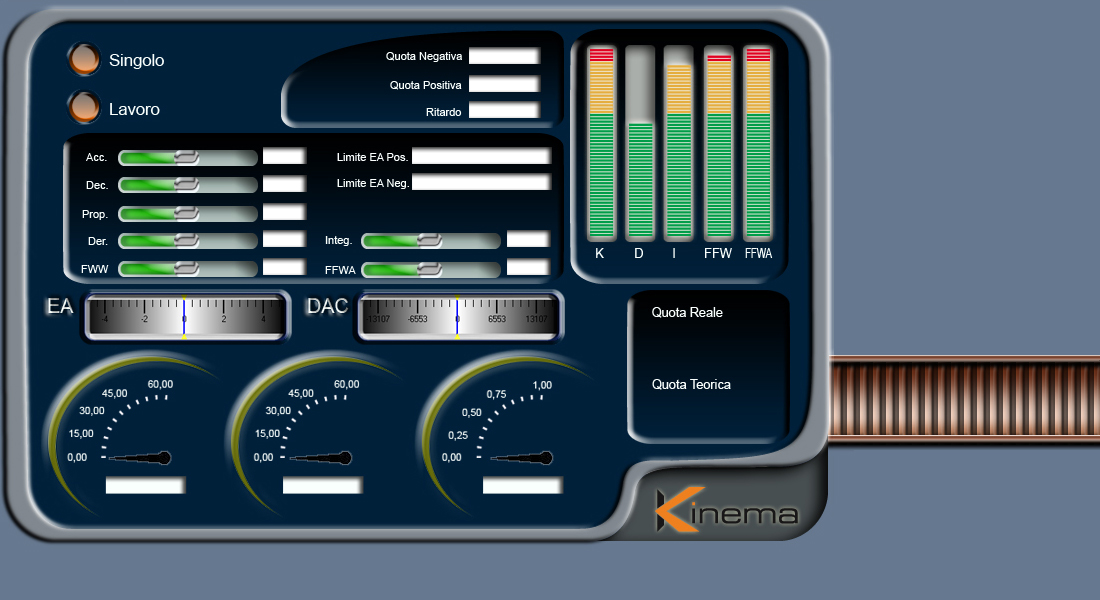 Singolo
Lavoro
Quota Negativa
Quota Positiva
Ritardo
Acc.
Dec.
Prop.
Der.
FWW
Limite EA Pos.
Limite EA Neg.
Integ.
FFWA
K D I FFW FFWA
EA
-4 -2 0 2 4
DAC
-13107 -6553 0 6553 13107
0,00 15,00 30,00 45,00 60,00
0,00 15,00 30,00 45,00 60,00
0,00 0,25 0,50 0,75 1,00
Quota Reale
Quota Teorica
Kinema